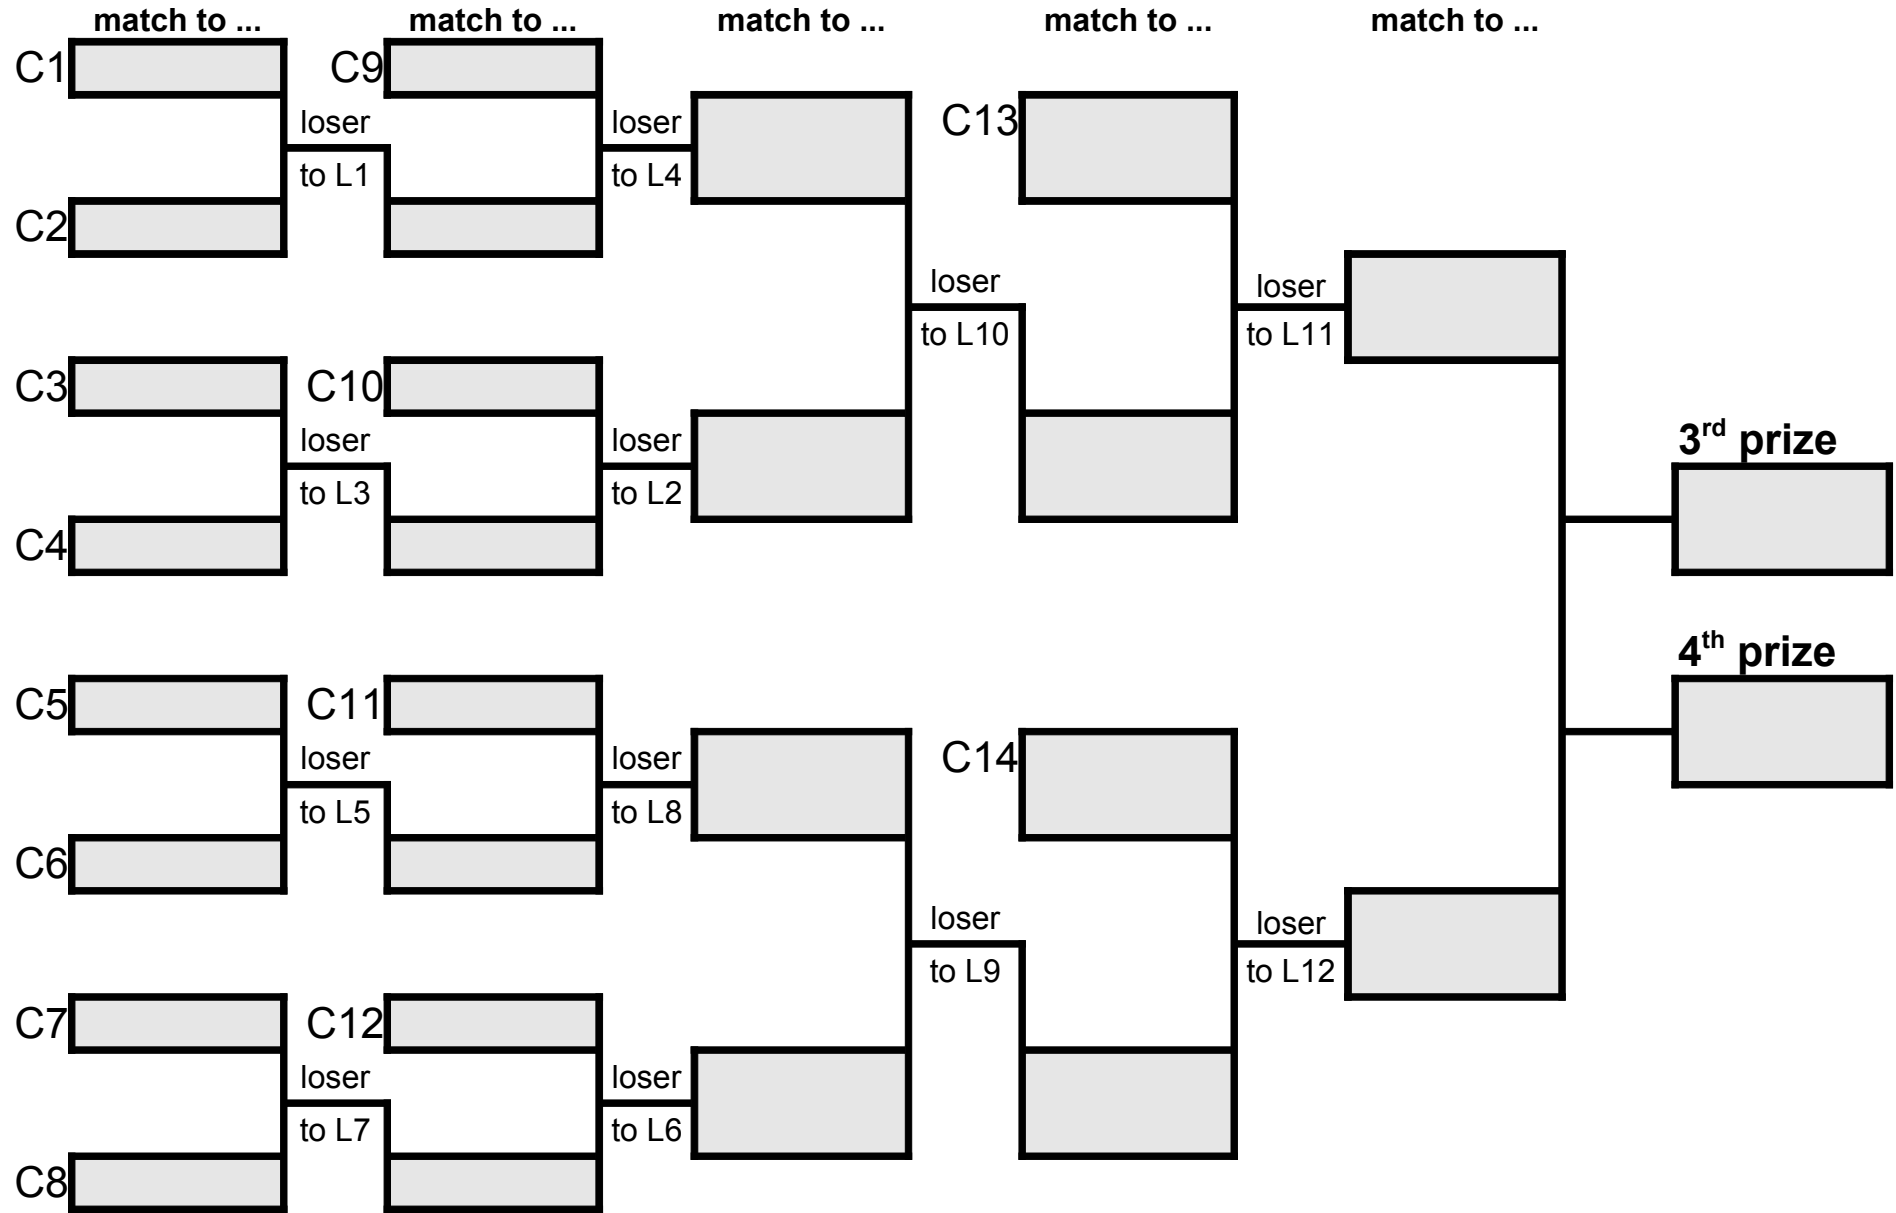 match to ... match to ... match to ... match to ... match to ...
C1 C9
loser loser C13
to L1 to L4
C2
loser loser
to L10 to L11
C3 C10
loser loser 3rd prize
to L3 to L2
C4
4th prize
C5 C11
loser loser C14
to L5 to L8
C6
loser loser
to L9 to L12
C7 C12
loser loser
to L7 to L6
C8